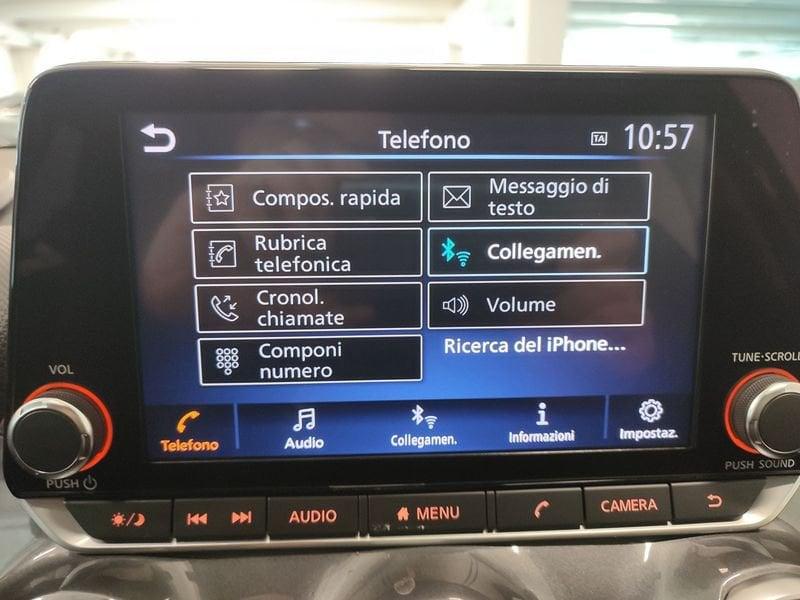 Telefono
TA 10:57
Compos. rapida
Messaggio di
testo
Rubrica
telefonica
Collegamen.
Cronol.
chiamate
Volume
Componi
numero
Ricerca del iPhone...
Telefono
Audio
Collegamen.
Informazioni
Impostaz.
VOL
PUSH
TUNE·SCROLL
PUSH SOUND
AUDIO
MENU
CAMERA